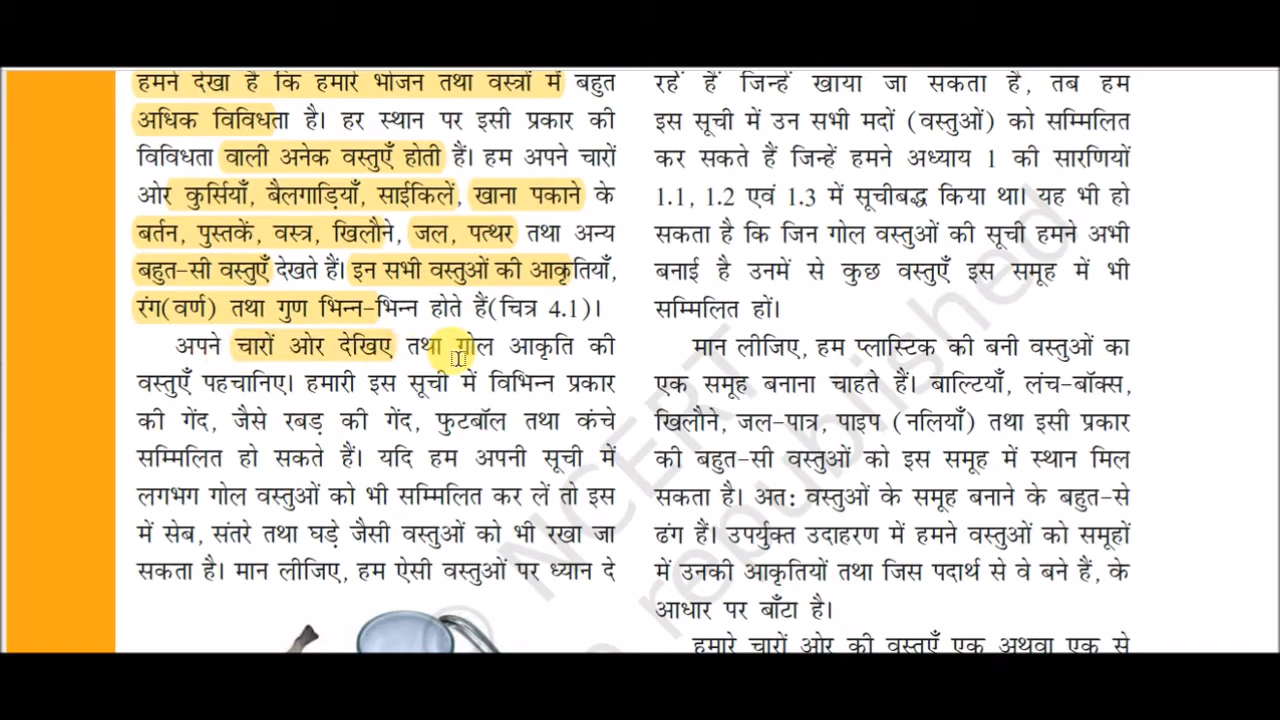 हमने देखा है कि हमारे भोजन तथा वस्त्रों में बहुत
अधिक विविधता है। हर स्थान पर इसी प्रकार की
विविधता वाली अनेक वस्तुएँ होती हैं। हम अपने चारों
ओर कुर्सियाँ, बैलगाड़ियाँ, साईकिलें, खाना पकाने के
बर्तन, पुस्तकें, वस्त्र, खिलौने, जल, पत्थर तथा अन्य
बहुत-सी वस्तुएँ देखते हैं। इन सभी वस्तुओं की आकृतियाँ,
रंग(वर्ण) तथा गुण भिन्न-भिन्न होते हैं(चित्र 4.1)।
अपने चारों ओर देखिए तथा गोल आकृति की
वस्तुएँ पहचानिए। हमारी इस सूची में विभिन्न प्रकार
की गेंद, जैसे रबड़ की गेंद, फुटबॉल तथा कंचे
सम्मिलित हो सकते हैं। यदि हम अपनी सूची में
लगभग गोल वस्तुओं को भी सम्मिलित कर लें तो इस
में सेब, संतरे तथा घड़े जैसी वस्तुओं को भी रखा जा
सकता है। मान लीजिए, हम ऐसी वस्तुओं पर ध्यान दे
रहें हैं जिन्हें खाया जा सकता है, तब हम
इस सूची में उन सभी मदों (वस्तुओं) को सम्मिलित
कर सकते हैं जिन्हें हमने अध्याय 1 की सारणियों
1.1, 1.2 एवं 1.3 में सूचीबद्ध किया था। यह भी हो
सकता है कि जिन गोल वस्तुओं की सूची हमने अभी
बनाई है उनमें से कुछ वस्तुएँ इस समूह में भी
सम्मिलित हों।
मान लीजिए, हम प्लास्टिक की बनी वस्तुओं का
एक समूह बनाना चाहते हैं। बाल्टियाँ, लंच-बॉक्स,
खिलौने, जल-पात्र, पाइप (नलियाँ) तथा इसी प्रकार
की बहुत-सी वस्तुओं को इस समूह में स्थान मिल
सकता है। अत: वस्तुओं के समूह बनाने के बहुत-से
ढंग हैं। उपर्युक्त उदाहरण में हमने वस्तुओं को समूहों
में उनकी आकृतियों तथा जिस पदार्थ से वे बने हैं, के
आधार पर बाँटा है।
हमारे चारों ओर की वस्तुएँ एक अथवा एक से
© NCERT
republished